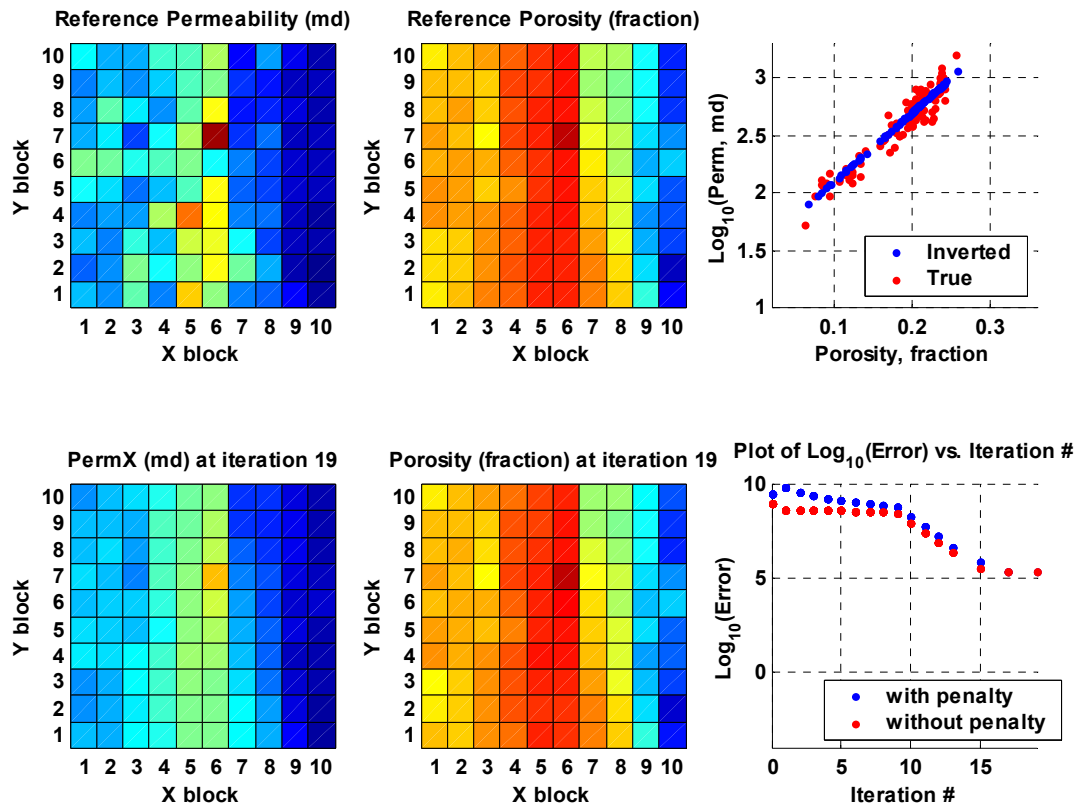 Reference Permeability (md)
10
9
8
7
6
5
4
3
2
1
Y block
1 2 3 4 5 6 7 8 9 10
X block
Reference Porosity (fraction)
10
9
8
7
6
5
4
3
2
1
Y block
1 2 3 4 5 6 7 8 9 10
X block
3
2.5
2
1.5
1
Log10(Perm, md)
Inverted
True
0.1 0.2 0.3
Porosity, fraction
PermX (md) at iteration 19
10
9
8
7
6
5
4
3
2
1
Y block
1 2 3 4 5 6 7 8 9 10
X block
Porosity (fraction) at iteration 19
10
9
8
7
6
5
4
3
2
1
Y block
1 2 3 4 5 6 7 8 9 10
X block
Plot of Log10(Error) vs. Iteration #
10
5
0
Log10(Error)
with penalty
without penalty
0 5 10 15
Iteration #